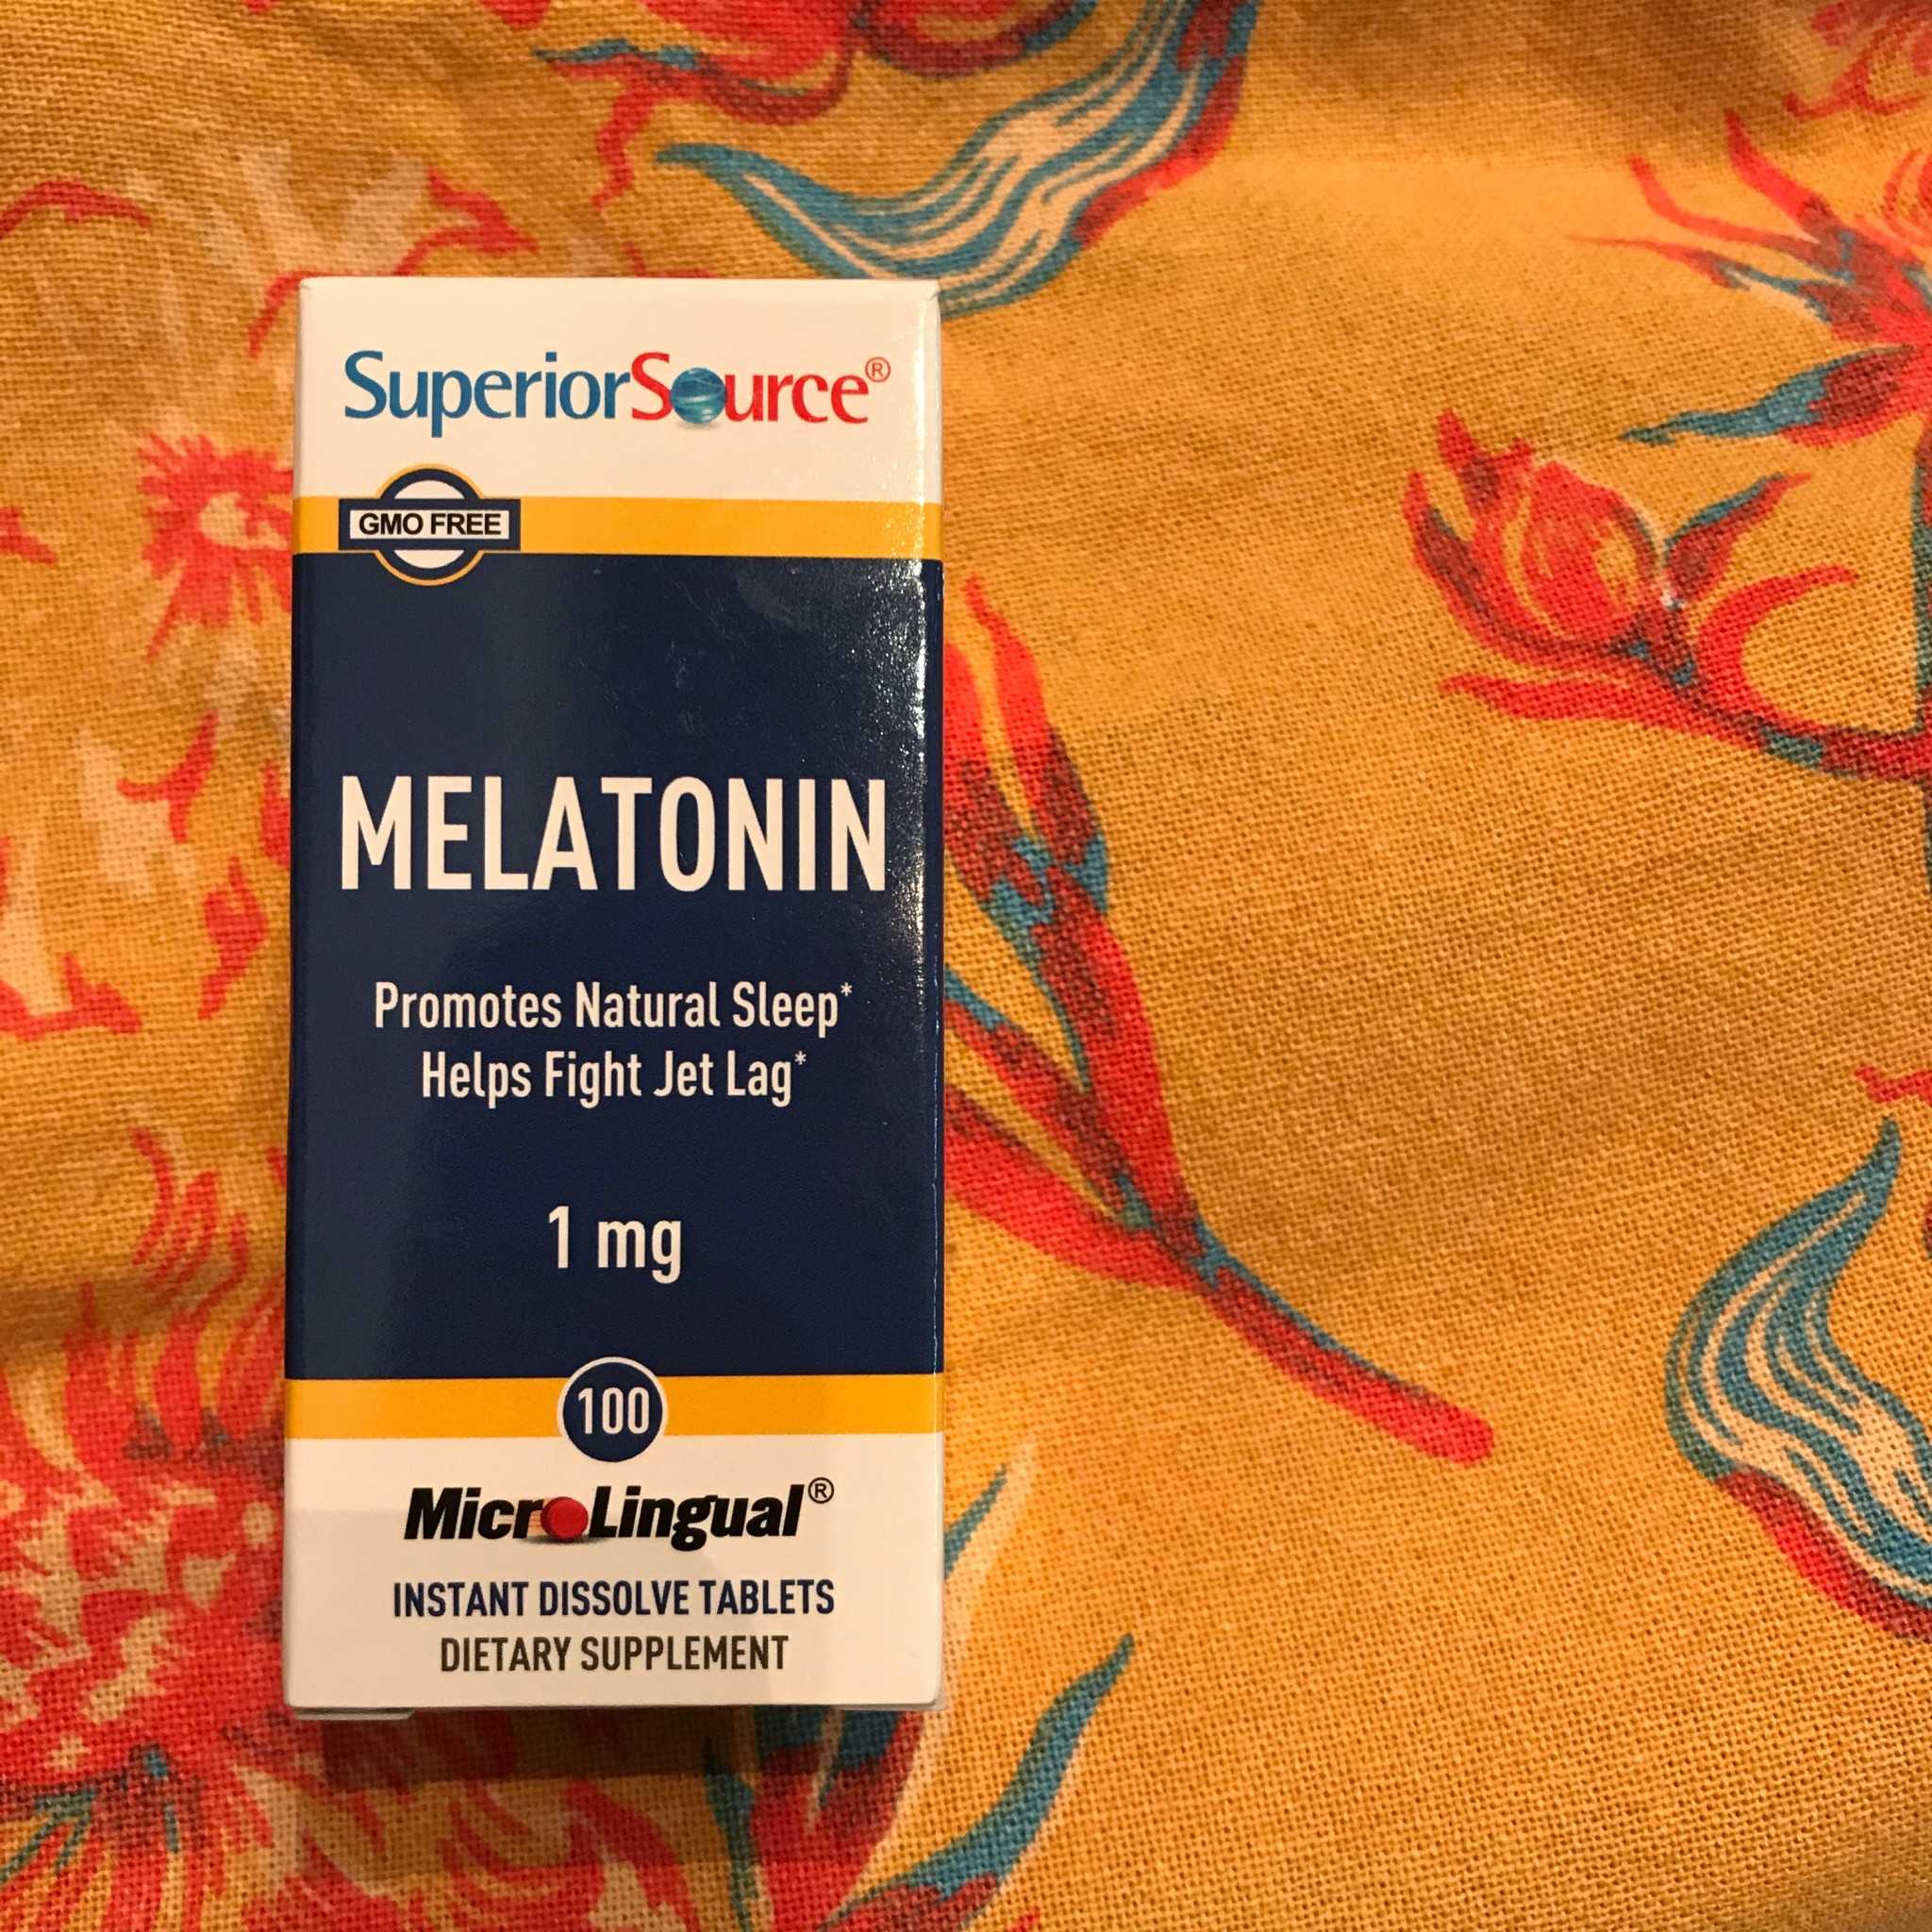 SuperiorSource®
GMO FREE
MELATONIN
Promotes Natural Sleep*
Helps Fight Jet Lag*
1 mg
100
MicroLingual®
INSTANT DISSOLVE TABLETS
DIETARY SUPPLEMENT